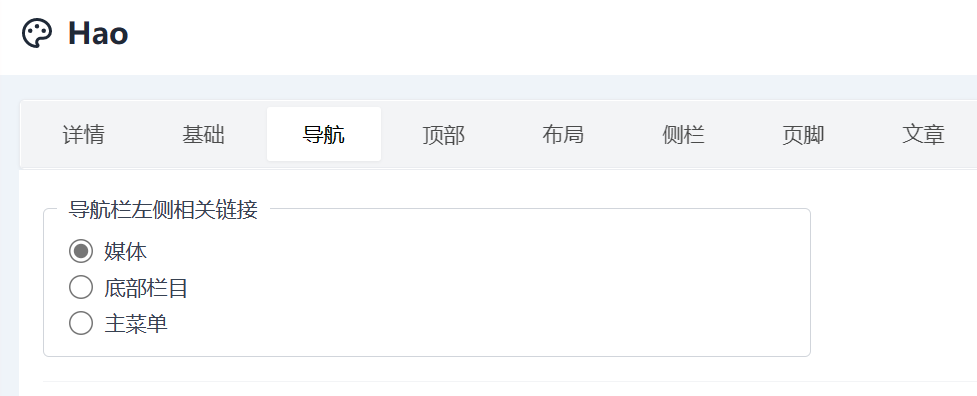 Hao
详情 基础 导航 顶部 布局 侧栏 页脚 文章
导航栏左侧相关链接
媒体
底部栏目
主菜单